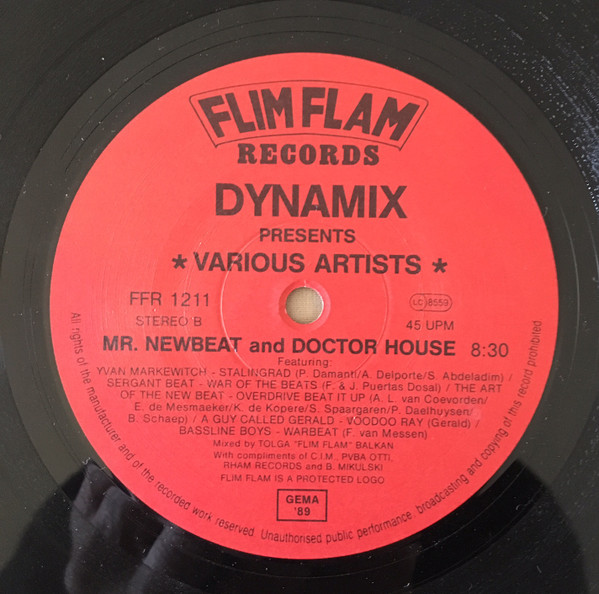 FLIM FLAM
RECORDS
DYNAMIX
PRESENTS
* VARIOUS ARTISTS *
FFR 1211
LC 8559
STEREO B
45 UPM
MR. NEWBEAT and DOCTOR HOUSE 8:30
Featuring:
YVAN MARKEWITCH - STALINGRAD (P. Damanti/A. Delporte/S. Abdeladim) /
SERGANT BEAT - WAR OF THE BEATS (F. & J. Puertas Dosal) / THE ART
OF THE NEW BEAT - OVERDRIVE BEAT IT UP (A. L. van Coevorden/
E. de Mesmaeker/K. de Kopere/S. Spaargaren/P. Daelhuysen/
B. Schaep) / A GUY CALLED GERALD - VOODOO RAY (Gerald) /
BASSLINE BOYS - WARBEAT (F. van Messen)
Mixed by TOLGA "FLIM FLAM" BALKAN.
With compliments of C.I.M., PVBA OTTI,
RHAM RECORDS and B. MIKULSKI
FLIM FLAM IS A PROTECTED LOGO
GEMA
'89
All rights of the manufacturer and of the recorded work reserved. Unauthorised public performance, broadcasting and copying of this record prohibited